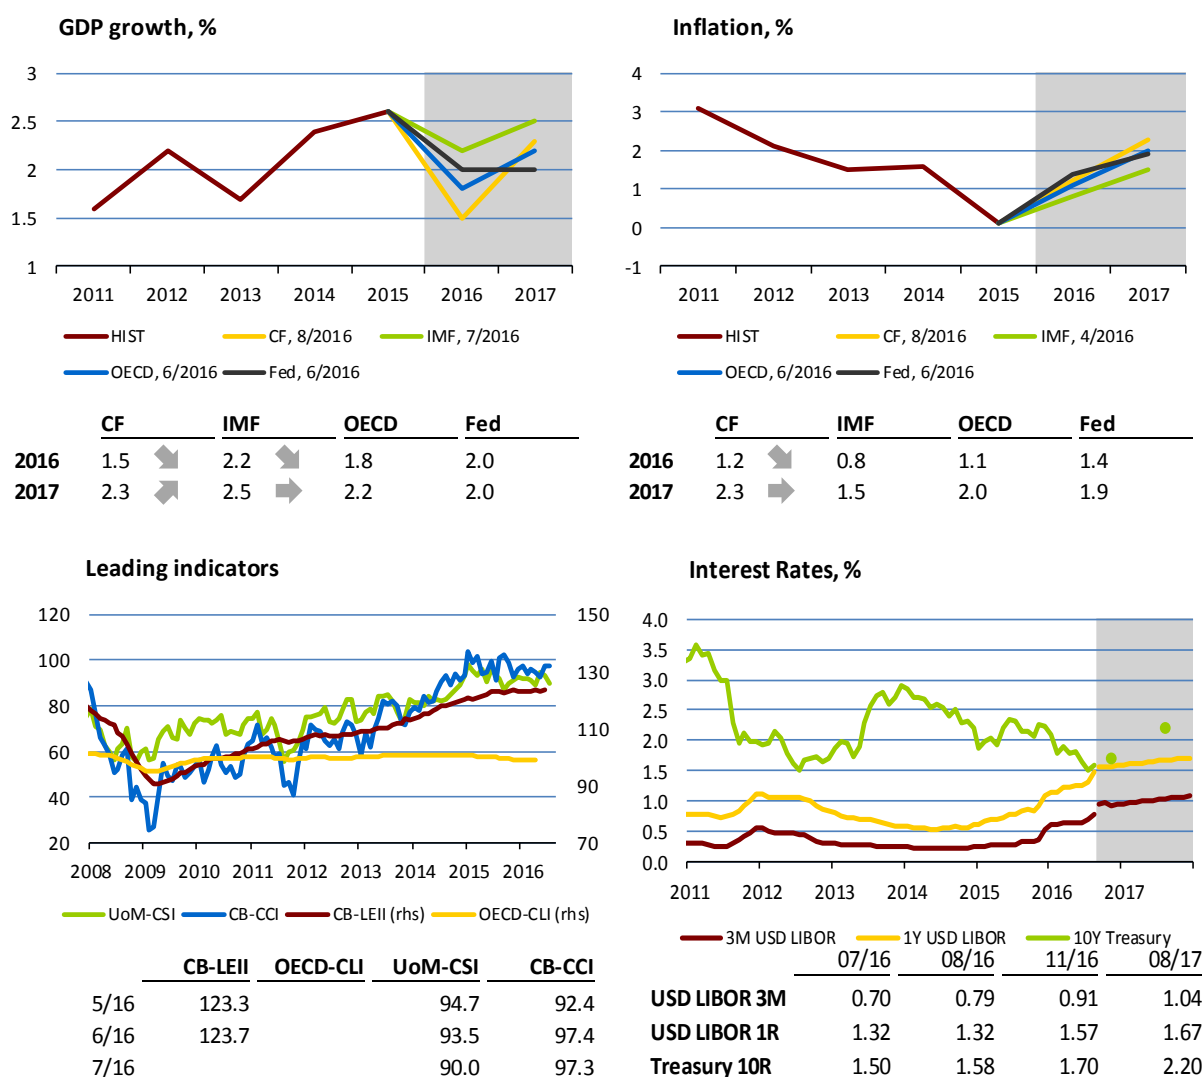 GDP growth, %
3
2.5
2
1.5
1
2011 2012 2013 2014 2015 2016 2017
HIST CF, 8/2016 IMF, 7/2016
OECD, 6/2016 Fed, 6/2016
CF IMF OECD Fed
2016 1.5 2.2 1.8 2.0
2017 2.3 2.5 2.2 2.0
Inflation, %
4
3
2
1
0
-1
2011 2012 2013 2014 2015 2016 2017
HIST CF, 8/2016 IMF, 4/2016
OECD, 6/2016 Fed, 6/2016
CF IMF OECD Fed
2016 1.2 0.8 1.1 1.4
2017 2.3 1.5 2.0 1.9
Leading indicators
120 150
100 130
80 110
60 90
40
20 70
2008 2009 2010 2011 2012 2013 2014 2015 2016
UoM-CSI CB-CCI CB-LEII (rhs) OECD-CLI (rhs)
CB-LEII OECD-CLI UoM-CSI CB-CCI
5/16 123.3 94.7 92.4
6/16 123.7 93.5 97.4
7/16 90.0 97.3
Interest Rates, %
4.0
3.5
3.0
2.5
2.0
1.5
1.0
0.5
0.0
2011 2012 2013 2014 2015 2016 2017
3M USD LIBOR 1Y USD LIBOR 10Y Treasury
07/16 08/16 11/16 08/17
USD LIBOR 3M 0.70 0.79 0.91 1.04
USD LIBOR 1R 1.32 1.32 1.57 1.67
Treasury 10R 1.50 1.58 1.70 2.20